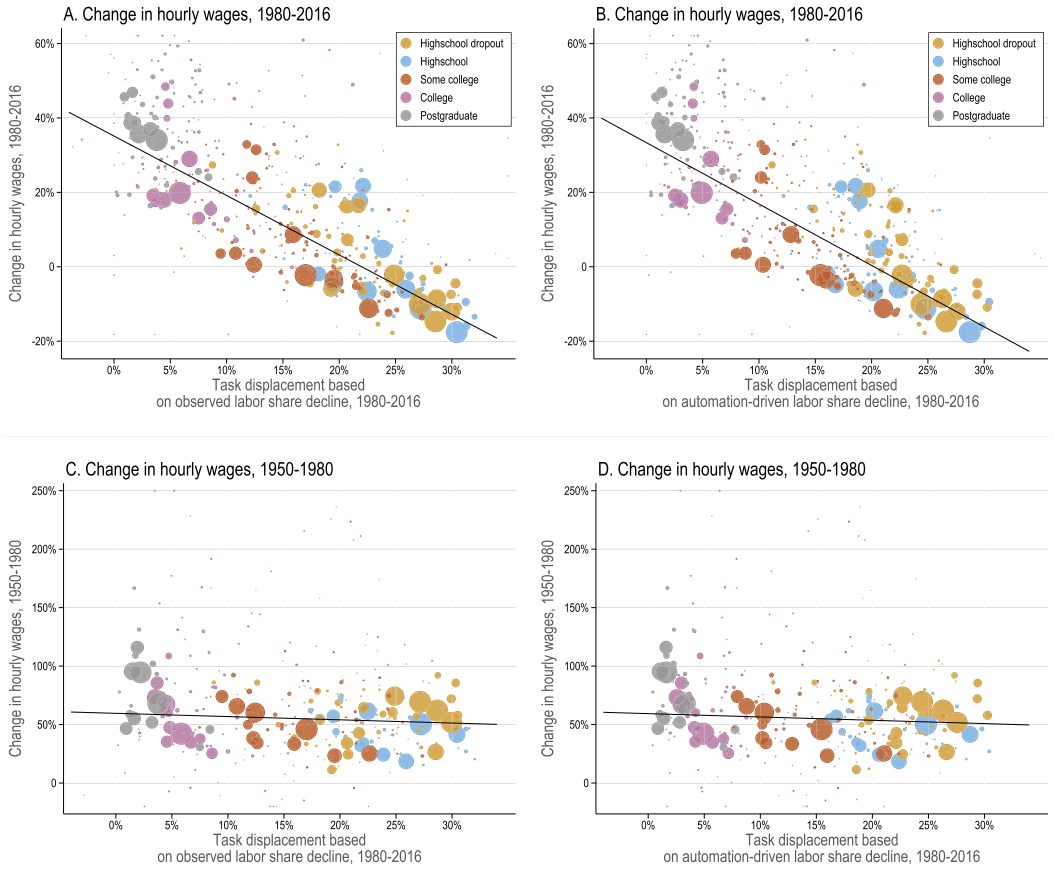 A. Change in hourly wages, 1980-2016
Change in hourly wages, 1980-2016
60%
40%
20%
0
-20%
Highschool dropout
Highschool
Some college
College
Postgraduate
0%
5%
10%
15%
20%
25%
30%
Task displacement based
on observed labor share decline, 1980-2016
B. Change in hourly wages, 1980-2016
Change in hourly wages, 1980-2016
60%
40%
20%
0
-20%
Highschool dropout
Highschool
Some college
College
Postgraduate
0%
5%
10%
15%
20%
25%
30%
Task displacement based
on automation-driven labor share decline, 1980-2016
C. Change in hourly wages, 1950-1980
Change in hourly wages, 1950-1980
250%
200%
150%
100%
50%
0
0%
5%
10%
15%
20%
25%
30%
Task displacement based
on observed labor share decline, 1980-2016
D. Change in hourly wages, 1950-1980
Change in hourly wages, 1950-1980
250%
200%
150%
100%
50%
0
0%
5%
10%
15%
20%
25%
30%
Task displacement based
on automation-driven labor share decline, 1980-2016